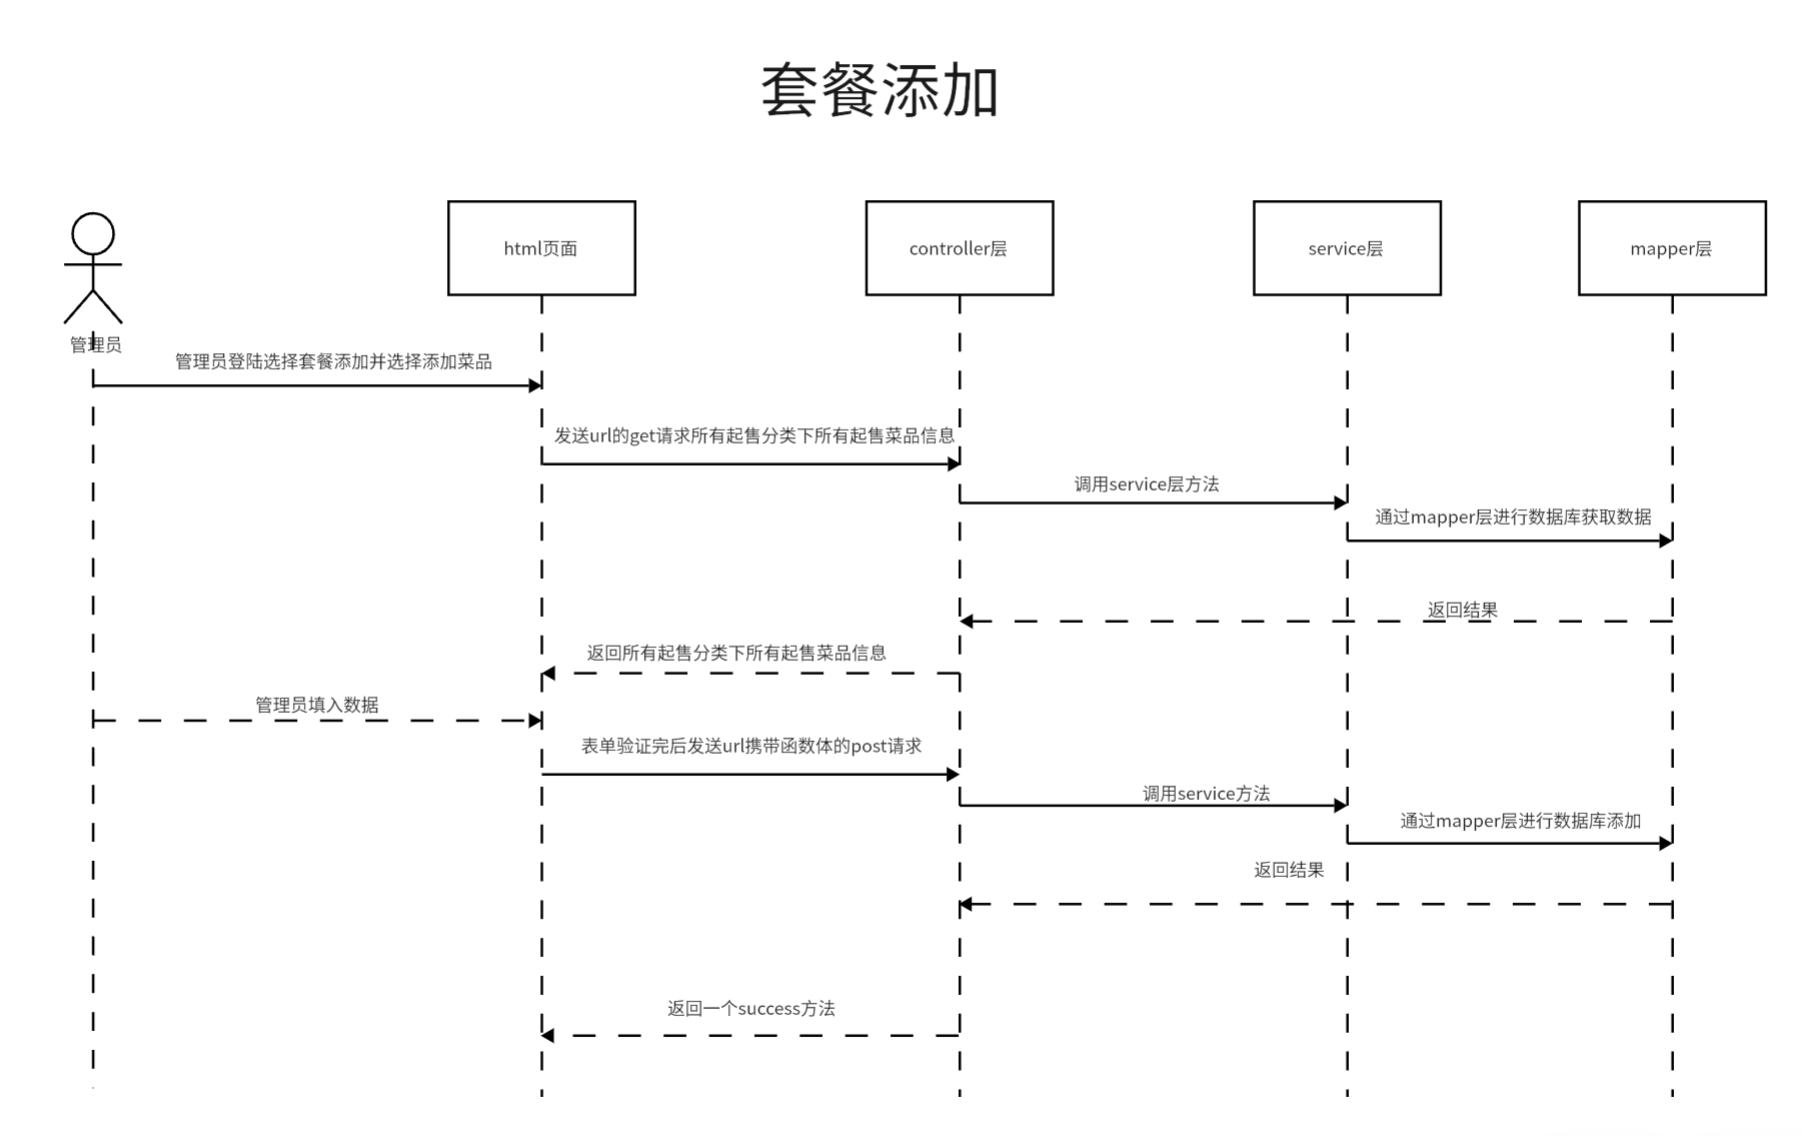 套餐添加
html页面
controller层
service层
mapper层
管理员
管理员登陆选择套餐添加并选择添加菜品
发送url的get请求所有起售分类下所有起售菜品信息
调用service层方法
通过mapper层进行数据库获取数据
返回结果
返回所有起售分类下所有起售菜品信息
管理员填入数据
表单验证完后发送url携带函数体的post请求
调用service方法
通过mapper层进行数据库添加
返回结果
返回一个success方法